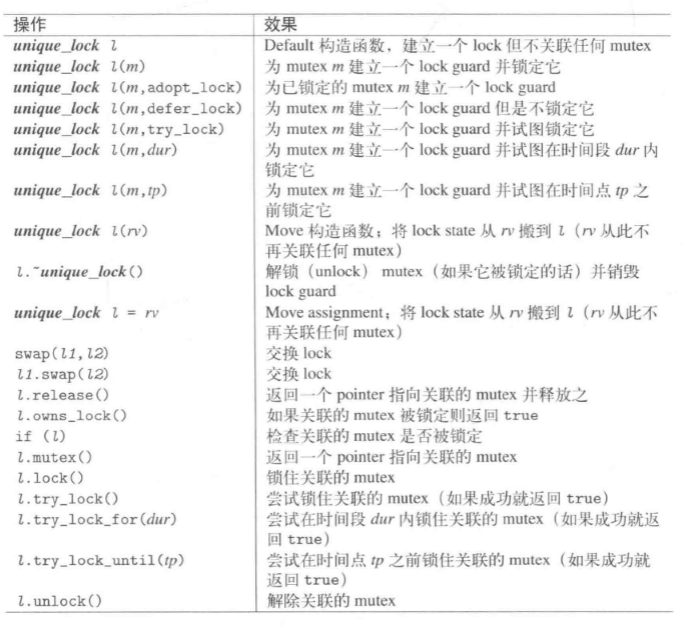 操作 效果
unique_lock l Default 构造函数，建立一个 lock 但不关联任何 mutex
unique_lock l(m) 为 mutex m 建立一个 lock guard 并锁定它
unique_lock l(m,adopt_lock) 为已锁定的 mutex m 建立一个 lock guard
unique_lock l(m,defer_lock) 为 mutex m 建立一个 lock guard 但是不锁定它
unique_lock l(m,try_lock) 为 mutex m 建立一个 lock guard 并试图锁定它
unique_lock l(m,dur) 为 mutex m 建立一个 lock guard 并试图在时间段 dur 内
锁定它
unique_lock l(m,tp) 为 mutex m 建立一个 lock guard 并试图在时间点 tp 之
前锁定它
unique_lock l(rv) Move 构造函数；将 lock state 从 rv 搬到 l（rv 从此不
再关联任何 mutex）
l.~unique_lock() 解锁（unlock） mutex（如果它被锁定的话）并销毁
lock guard
unique_lock l = rv Move assignment；将 lock state 从 rv 搬到 l（rv 从此不
再关联任何 mutex）
swap(l1,l2) 交换 lock
l1.swap(l2) 交换 lock
l.release() 返回一个 pointer 指向关联的 mutex 并释放之
l.owns_lock() 如果关联的 mutex 被锁定则返回 true
if (l) 检查关联的 mutex 是否被锁定
l.mutex() 返回一个 pointer 指向关联的 mutex
l.lock() 锁住关联的 mutex
l.try_lock() 尝试锁住关联的 mutex（如果成功就返回 true）
l.try_lock_for(dur) 尝试在时间段 dur 内锁住关联的 mutex（如果成功就返
回 true）
l.try_lock_until(tp) 尝试在时间点 tp 之前锁住关联的 mutex（如果成功就
返回 true）
l.unlock() 解除关联的 mutex